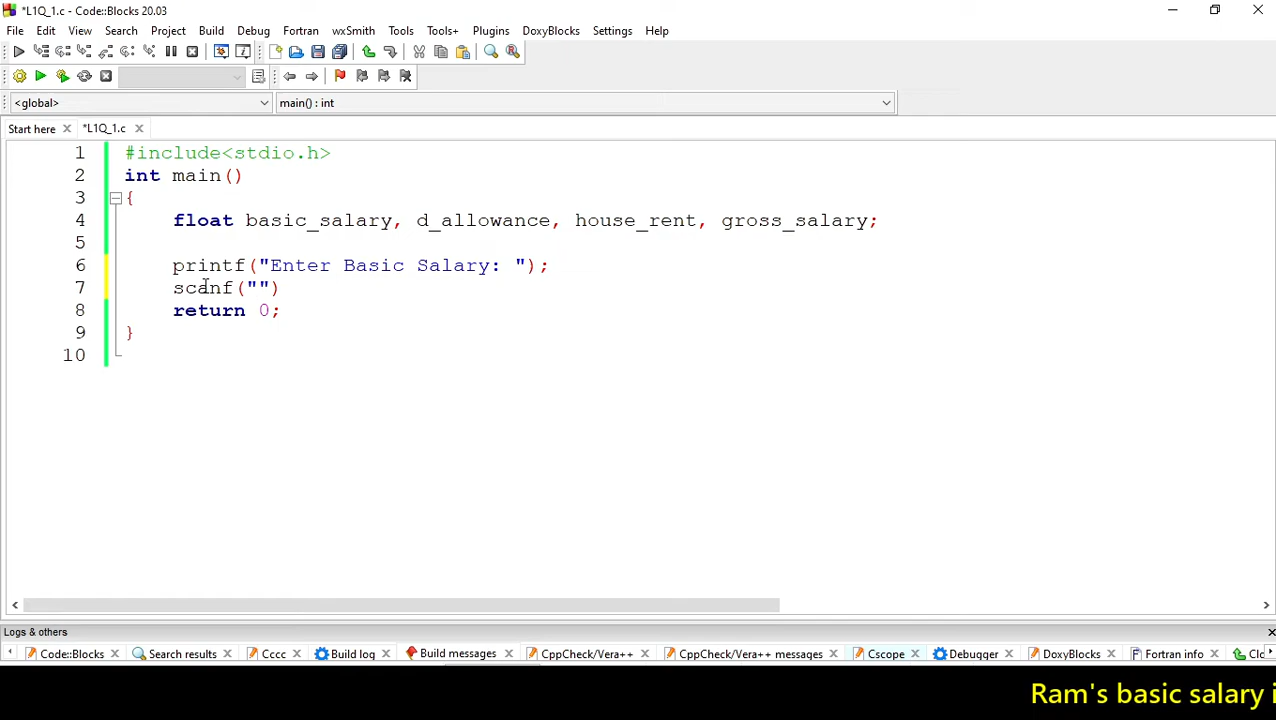 *L1Q_1.c - Code::Blocks 20.03
File Edit View Search Project Build Debug Fortran wxSmith Tools Tools+ Plugins DoxyBlocks Settings Help
<global> main() : int
Start here *L1Q_1.c
1 #include<stdio.h>
2 int main()
3 {
4 float basic_salary, d_allowance, house_rent, gross_salary;
5
6 printf("Enter Basic Salary: ");
7 scanf("")
8 return 0;
9 }
10
Logs & others
Code::Blocks Search results Cccc Build log Build messages CppCheck/Vera++ CppCheck/Vera++ messages Cscope Debugger DoxyBlocks Fortran info Clo
Ram's basic salary i